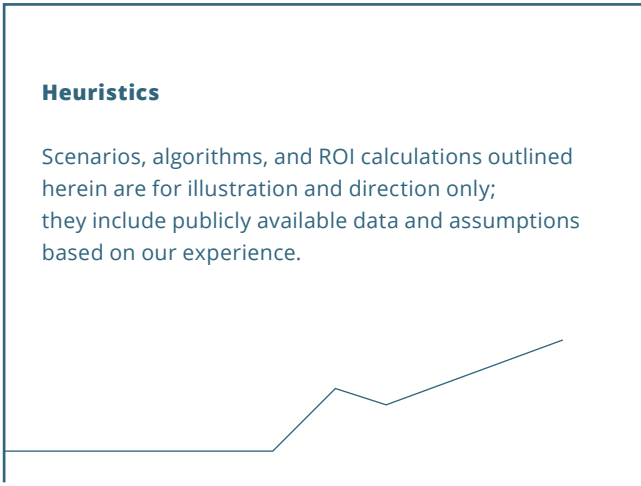 Heuristics
Scenarios, algorithms, and ROI calculations outlined
herein are for illustration and direction only;
they include publicly available data and assumptions
based on our experience.